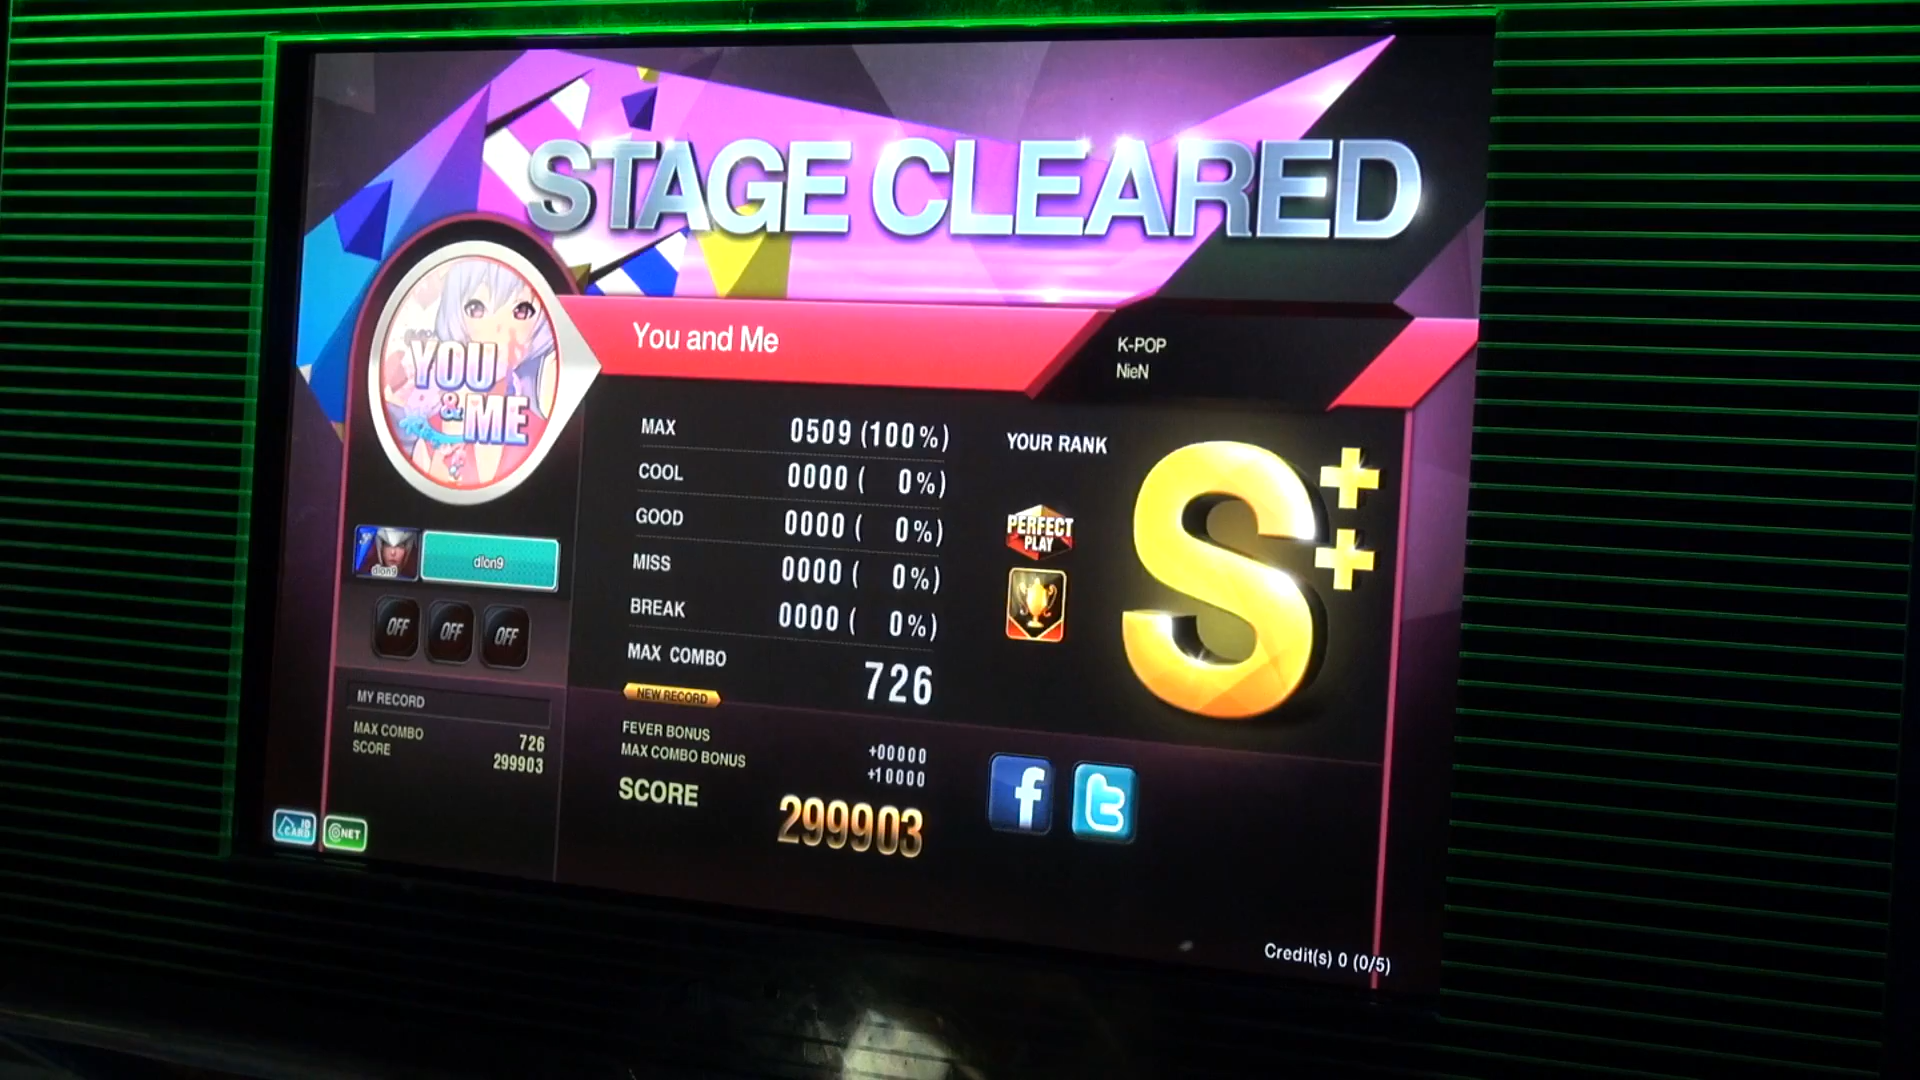 STAGE CLEARED
YOU
&
ME
You and Me
K-POP
NieN
MAX 0509 (100%)
COOL 0000 ( 0%)
GOOD 0000 ( 0%)
MISS 0000 ( 0%)
BREAK 0000 ( 0%)
MAX COMBO 726
NEW RECORD
FEVER BONUS +00000
MAX COMBO BONUS +10000
SCORE 299903
YOUR RANK
PERFECT
PLAY
S++
dlon9
dlon9
OFF OFF OFF
MY RECORD
MAX COMBO 726
SCORE 299903
ID
CARD
NET
f t
Credit(s) 0 (0/5)